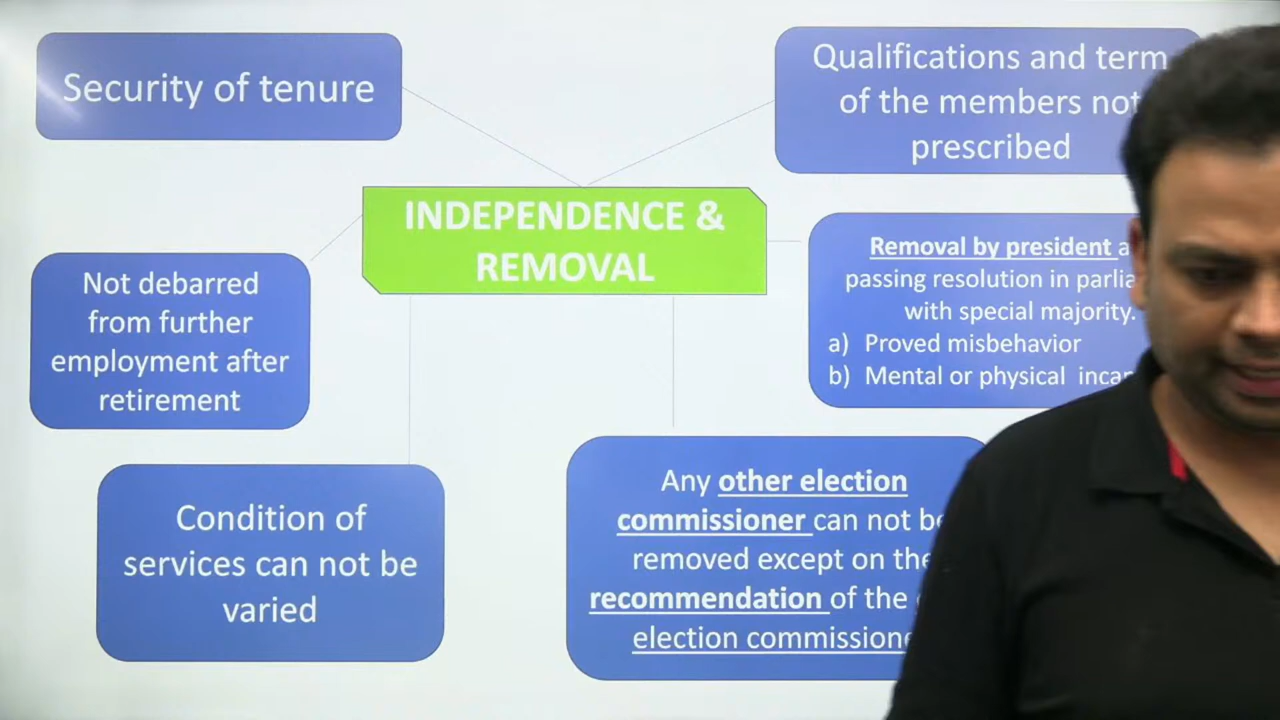 Security of tenure
Qualifications and term
of the members not
prescribed
INDEPENDENCE &
REMOVAL
Not debarred
from further
employment after
retirement
Removal by president
passing resolution in
with special majority.
a) Proved misbehavior
b) Mental or physical
Condition of
services can not be
varied
Any other election
commissioner can not
removed except on the
recommendation of the
election